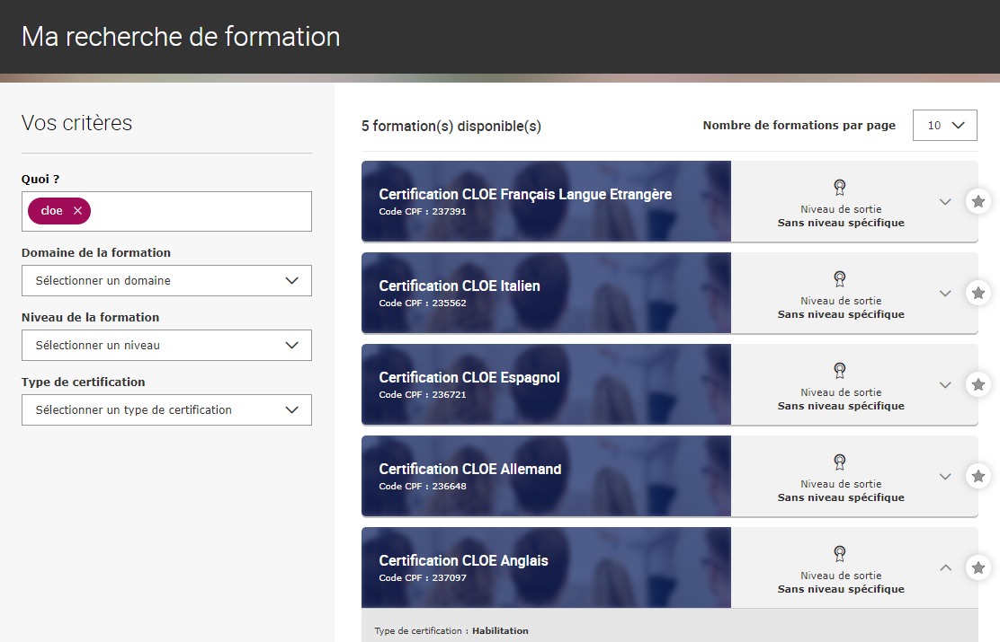 Ma recherche de formation
Vos critères
Quoi ?
cloe ×
Domaine de la formation
Sélectionner un domaine
Niveau de la formation
Sélectionner un niveau
Type de certification
Sélectionner un type de certification
5 formation(s) disponible(s)
Nombre de formations par page
10
Certification CLOE Français Langue Etrangère
Code CPF : 237391
Niveau de sortie
Sans niveau spécifique
Certification CLOE Italien
Code CPF : 235562
Niveau de sortie
Sans niveau spécifique
Certification CLOE Espagnol
Code CPF : 236721
Niveau de sortie
Sans niveau spécifique
Certification CLOE Allemand
Code CPF : 236648
Niveau de sortie
Sans niveau spécifique
Certification CLOE Anglais
Code CPF : 237097
Niveau de sortie
Sans niveau spécifique
Type de certification : Habilitation